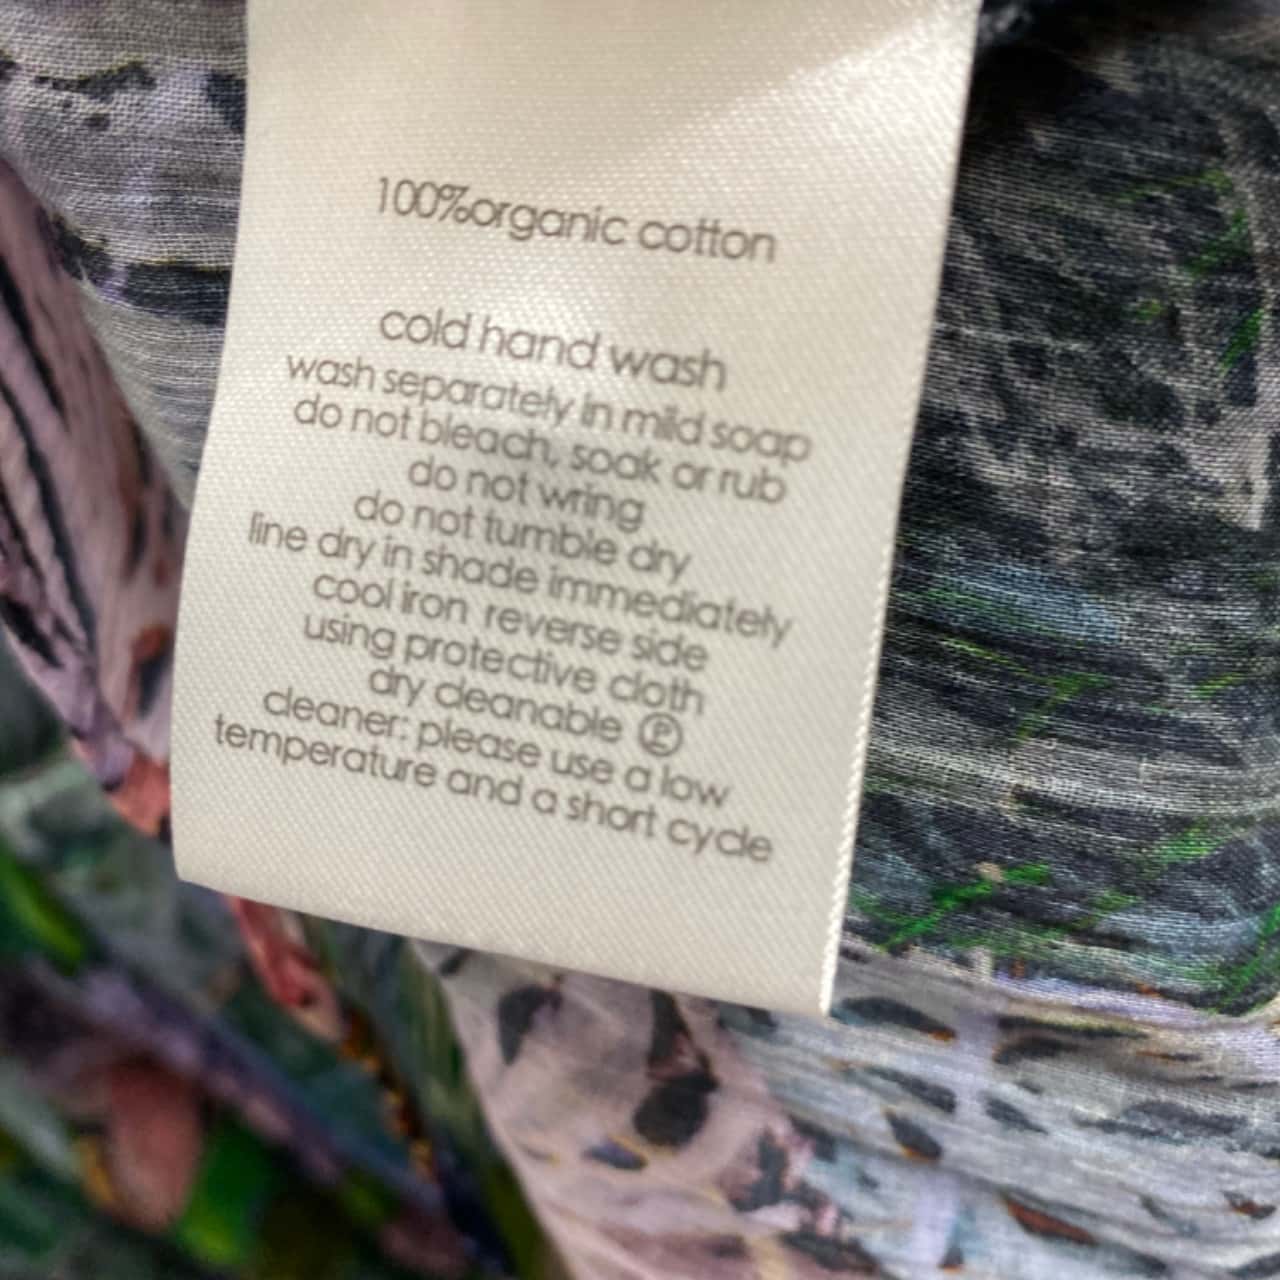 100%organic cotton
cold hand wash
wash separately in mild soap
do not bleach, soak or rub
do not wring
do not tumble dry
line dry in shade immediately
cool iron reverse side
using protective cloth
dry cleanable Ⓟ
cleaner: please use a low
temperature and a short cycle